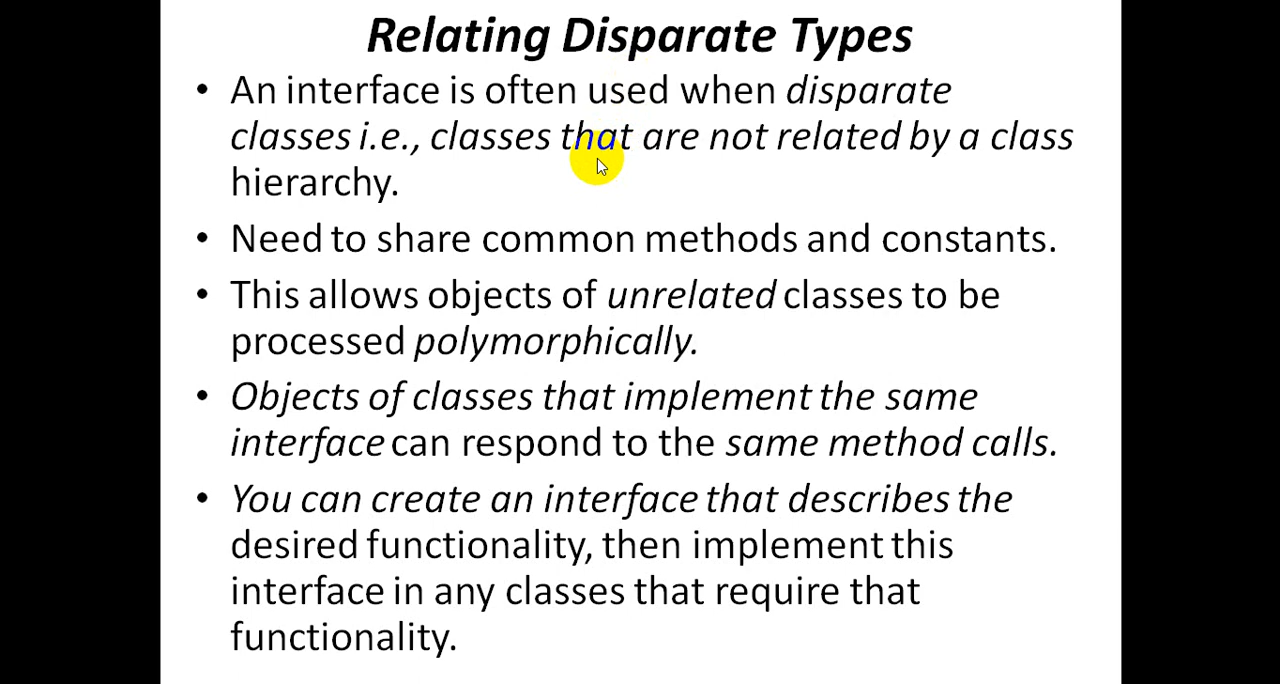 Relating Disparate Types
• An interface is often used when disparate
classes i.e., classes that are not related by a class
hierarchy.
• Need to share common methods and constants.
• This allows objects of unrelated classes to be
processed polymorphically.
• Objects of classes that implement the same
interface can respond to the same method calls.
• You can create an interface that describes the
desired functionality, then implement this
interface in any classes that require that
functionality.